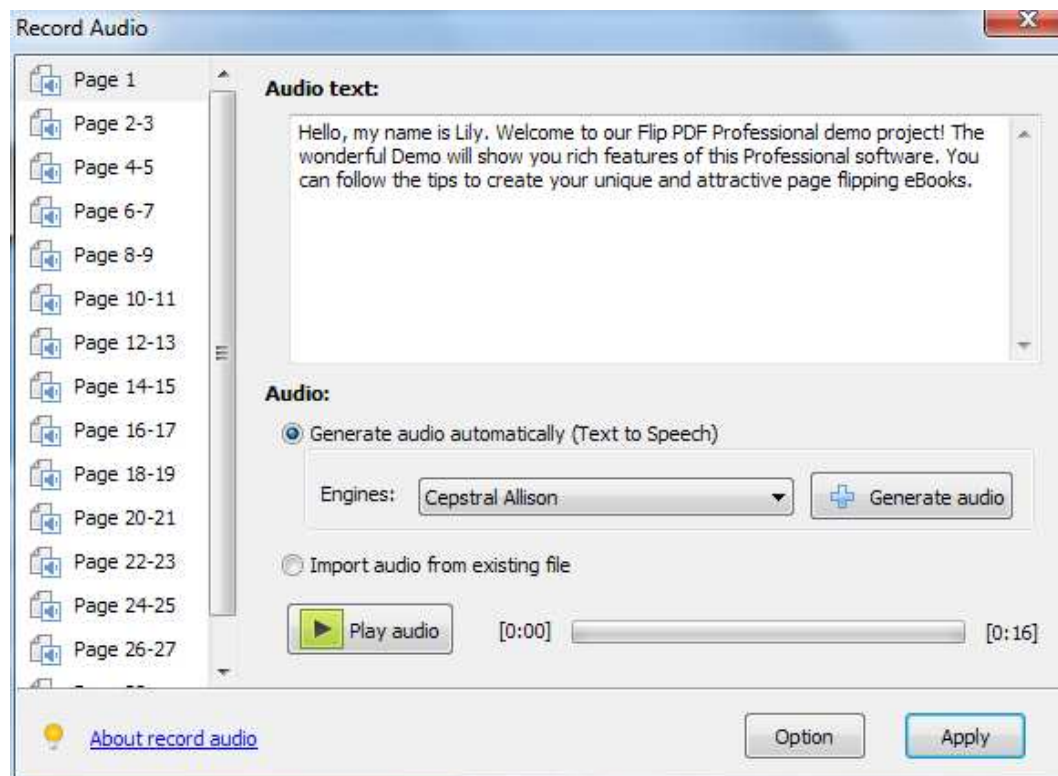 Record Audio
Page 1
Page 2-3
Page 4-5
Page 6-7
Page 8-9
Page 10-11
Page 12-13
Page 14-15
Page 16-17
Page 18-19
Page 20-21
Page 22-23
Page 24-25
Page 26-27
Audio text:
Hello, my name is Lily. Welcome to our Flip PDF Professional demo project! The
wonderful Demo will show you rich features of this Professional software. You
can follow the tips to create your unique and attractive page flipping eBooks.
Audio:
Generate audio automatically (Text to Speech)
Engines: Cepstral Allison Generate audio
Import audio from existing file
Play audio [0:00] [0:16]
About record audio Option Apply